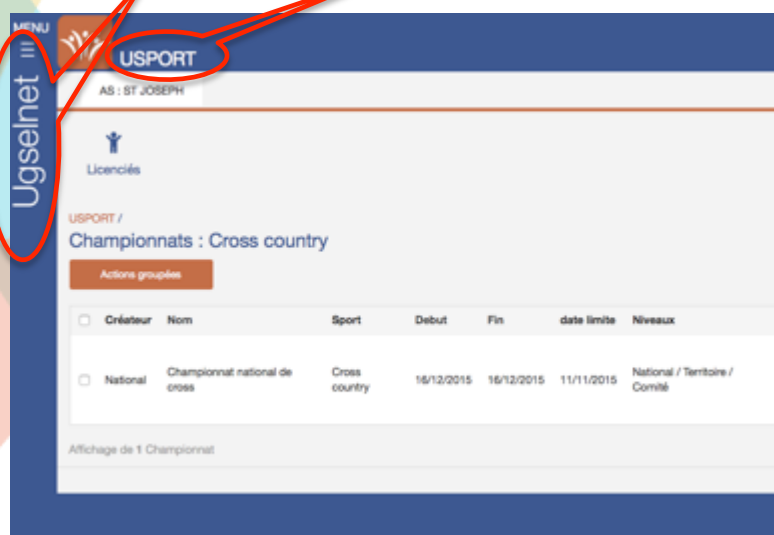 MENU
Ugselnet
USPORT
AS : ST JOSEPH
Licenciés
USPORT /
Championnats : Cross country
Actions groupées
Créateur Nom Sport Debut Fin date limite Niveaux
National Championnat national de cross Cross country 16/12/2015 16/12/2015 11/11/2015 National / Territoire / Comité
Affichage de 1 Championnat